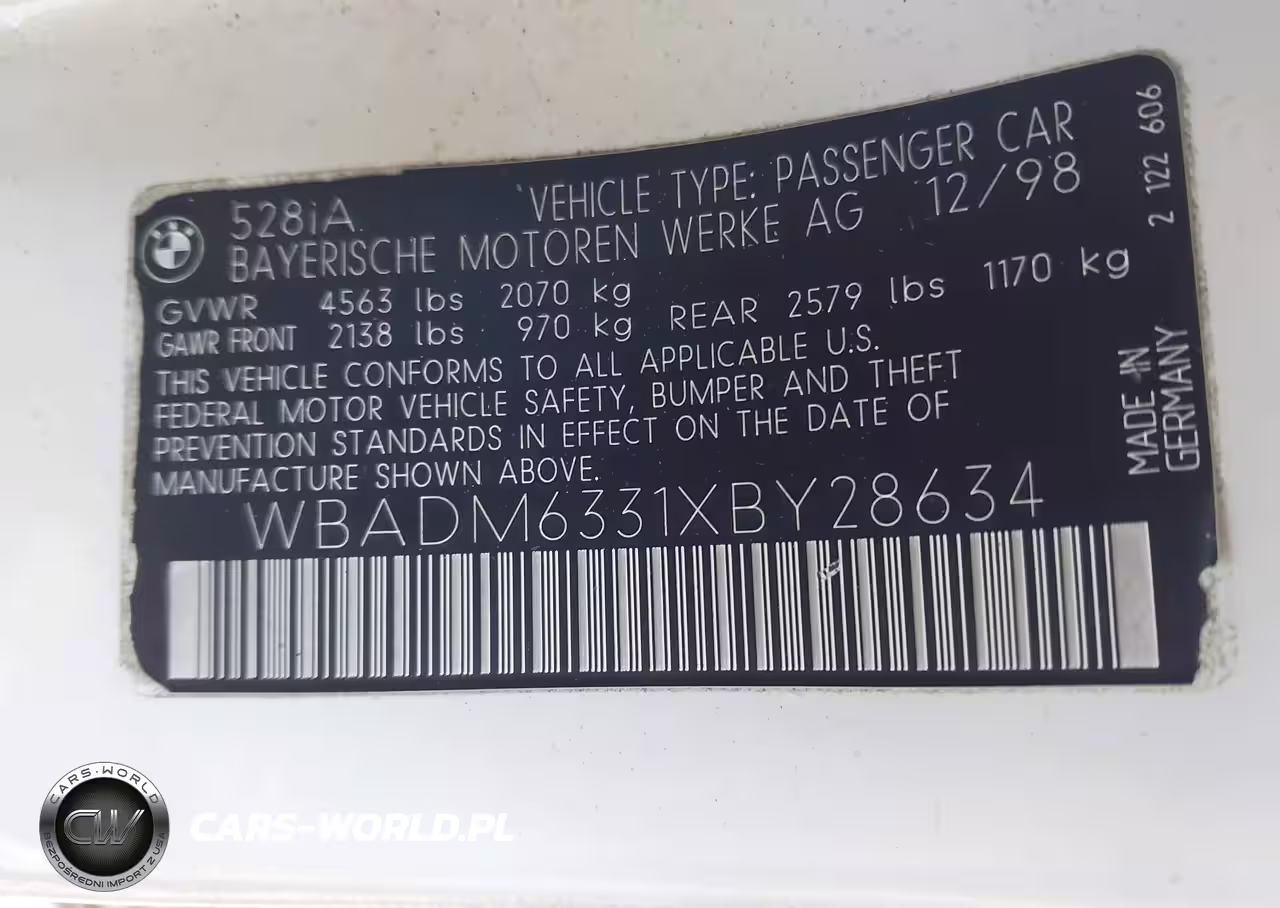 528iA VEHICLE TYPE: PASSENGER CAR
BAYERISCHE MOTOREN WERKE AG 12/98
GVWR 4563 lbs 2070 kg
GAWR FRONT 2138 lbs 970 kg REAR 2579 lbs 1170 kg
THIS VEHICLE CONFORMS TO ALL APPLICABLE U.S.
FEDERAL MOTOR VEHICLE SAFETY, BUMPER AND THEFT
PREVENTION STANDARDS IN EFFECT ON THE DATE OF
MANUFACTURE SHOWN ABOVE.
WBADM6331XBY28634
2 122 606
MADE IN
GERMANY
CARS-WORLD
CW
BEZPOŚREDNI IMPORT Z USA
CARS-WORLD.PL